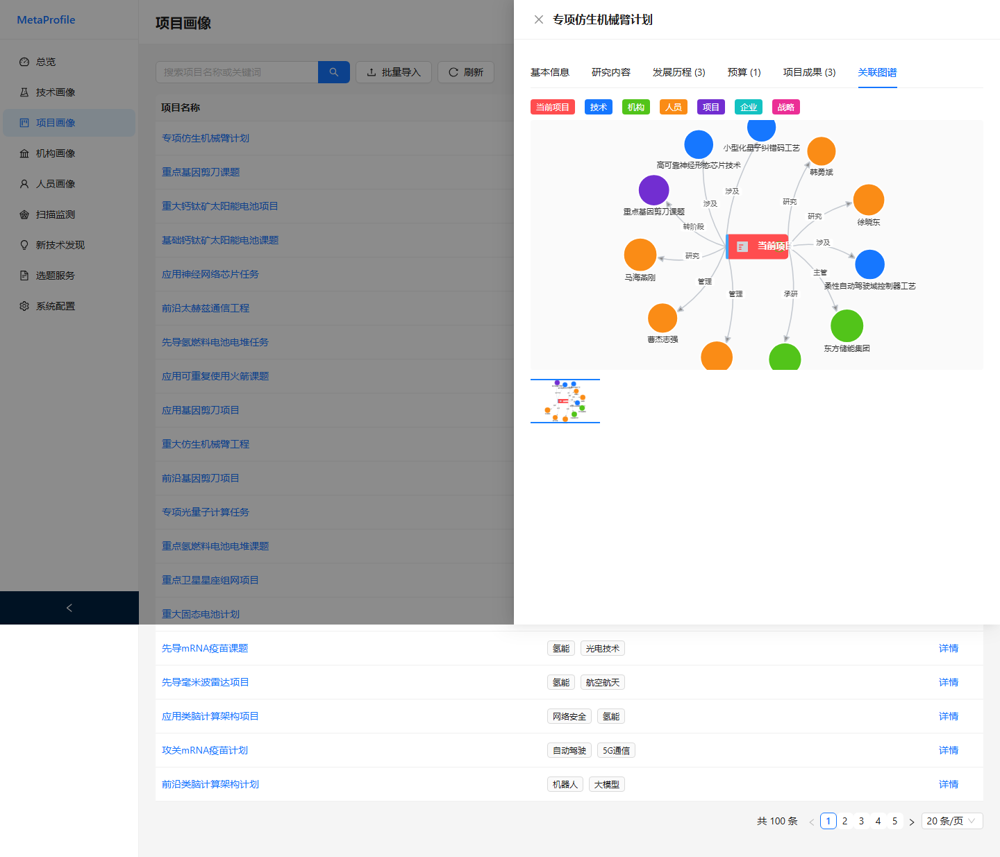 MetaProfile
总览
技术画像
项目画像
机构画像
人员画像
扫描监测
新技术发现
选题服务
系统配置
项目画像
搜索项目名称或关键词
批量导入
刷新
项目名称
专项仿生机械臂计划
重点基因剪刀课题
重大钙钛矿太阳能电池项目
基础钙钛矿太阳能电池课题
应用神经网络芯片任务
前沿太赫兹通信工程
先导氢燃料电池电堆任务
应用可重复使用火箭课题
应用基因剪刀项目
重大仿生机械臂工程
前沿基因剪刀项目
专项光量子计算任务
重点氢燃料电池电堆课题
重点卫星星座组网项目
重大固态电池计划
先导mRNA疫苗课题 氢能 光电技术 详情
先导毫米波雷达项目 氢能 航空航天 详情
应用类脑计算架构项目 网络安全 氢能 详情
攻关mRNA疫苗计划 自动驾驶 5G通信 详情
前沿类脑计算架构计划 机器人 大模型 详情
共 100 条 < 1 2 3 4 5 > 20 条/页
专项仿生机械臂计划
基本信息 研究内容 发展历程 (3) 预算 (1) 项目成果 (3) 关联图谱
当前项目 技术 机构 人员 项目 企业 战略
小型化量子纠错码工艺
高可靠神经形态芯片技术
韩勇斌
重点基因剪刀课题
徐晓东
涉及
涉及
研究
研究
转阶段
当前项目
涉及
研究
马海燕刚
管理
主管
柔性自动驾驶域控制器工艺
管理
承研
曹杰志强
东方储能集团